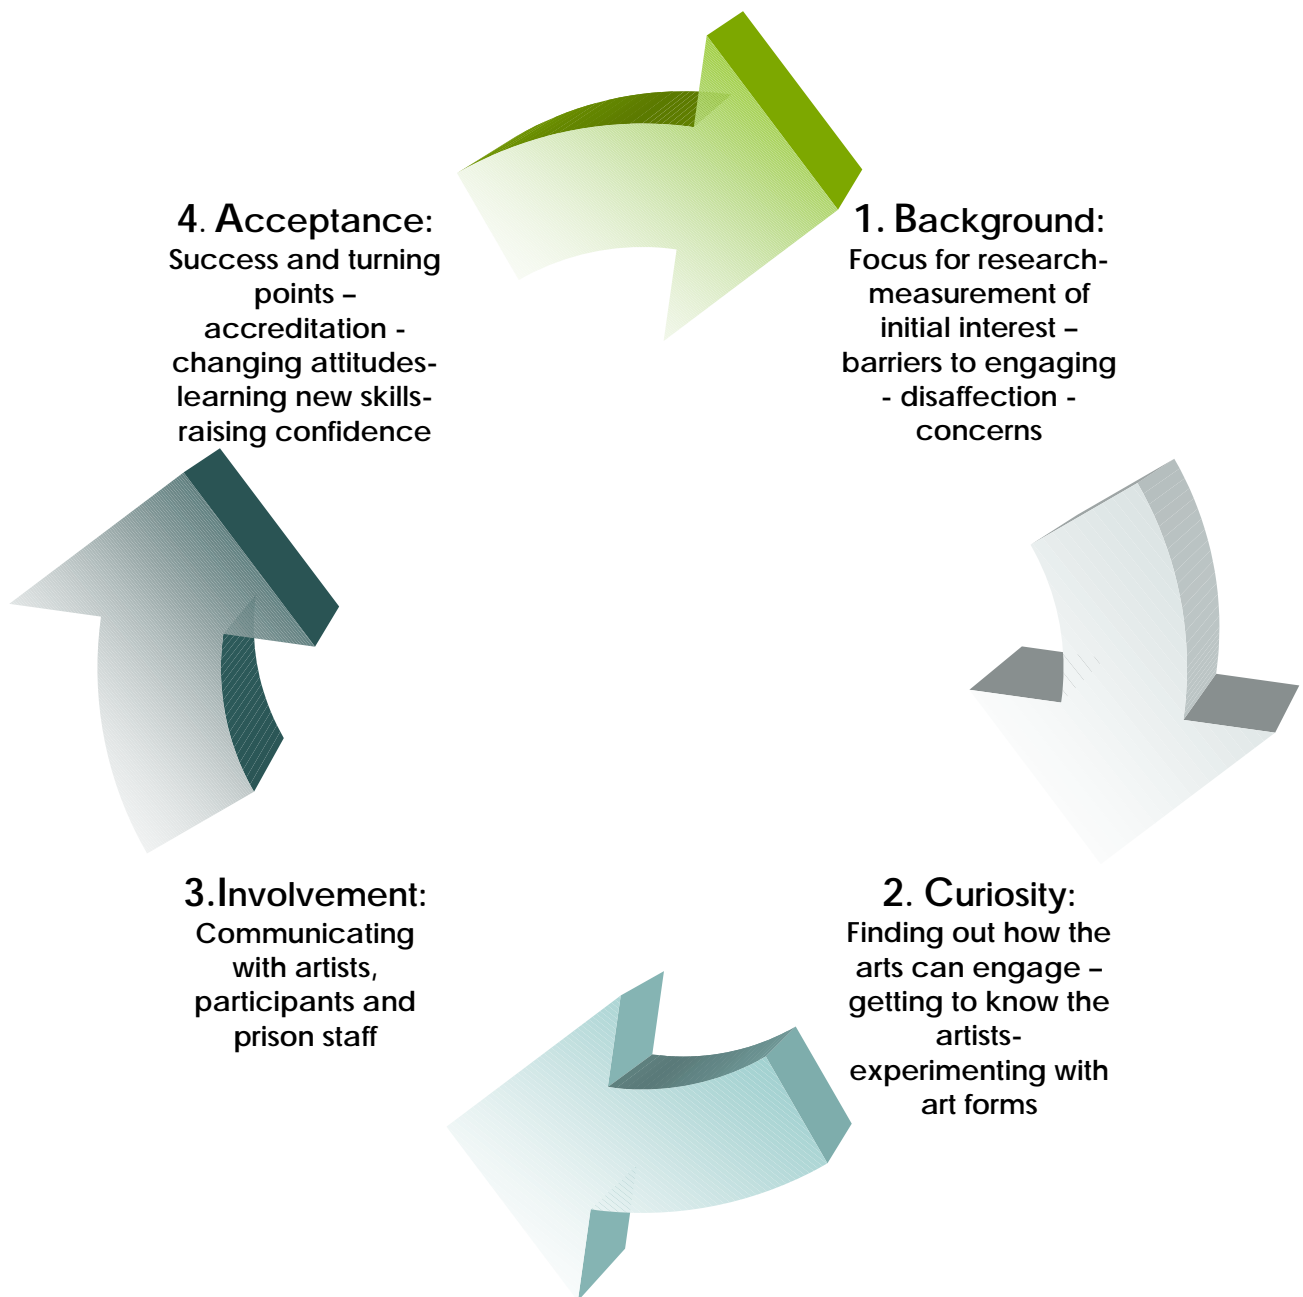 4. Acceptance:
Success and turning
points –
accreditation -
changing attitudes-
learning new skills-
raising confidence
1. Background:
Focus for research-
measurement of
initial interest –
barriers to engaging
- disaffection -
concerns
3.Involvement:
Communicating
with artists,
participants and
prison staff
2. Curiosity:
Finding out how the
arts can engage –
getting to know the
artists-
experimenting with
art forms